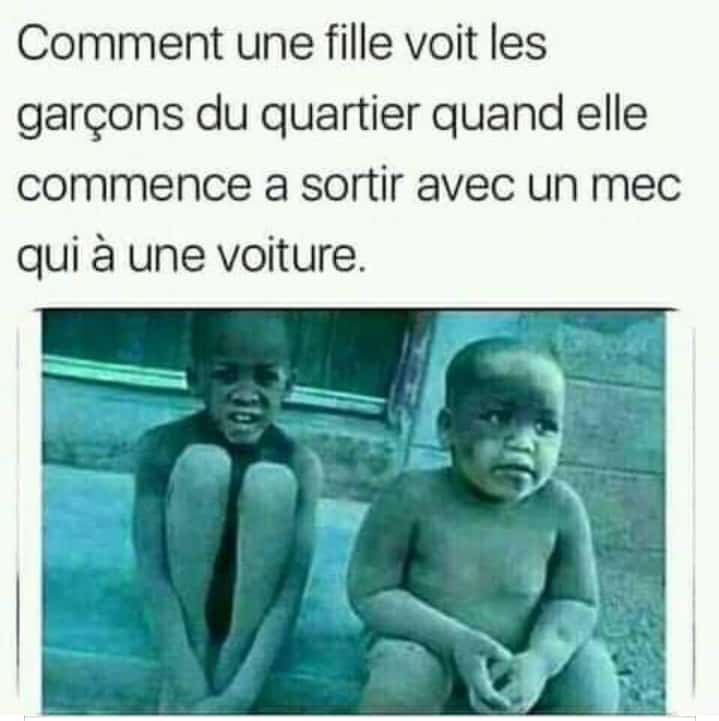 Comment une fille voit les
garçons du quartier quand elle
commence a sortir avec un mec
qui à une voiture.